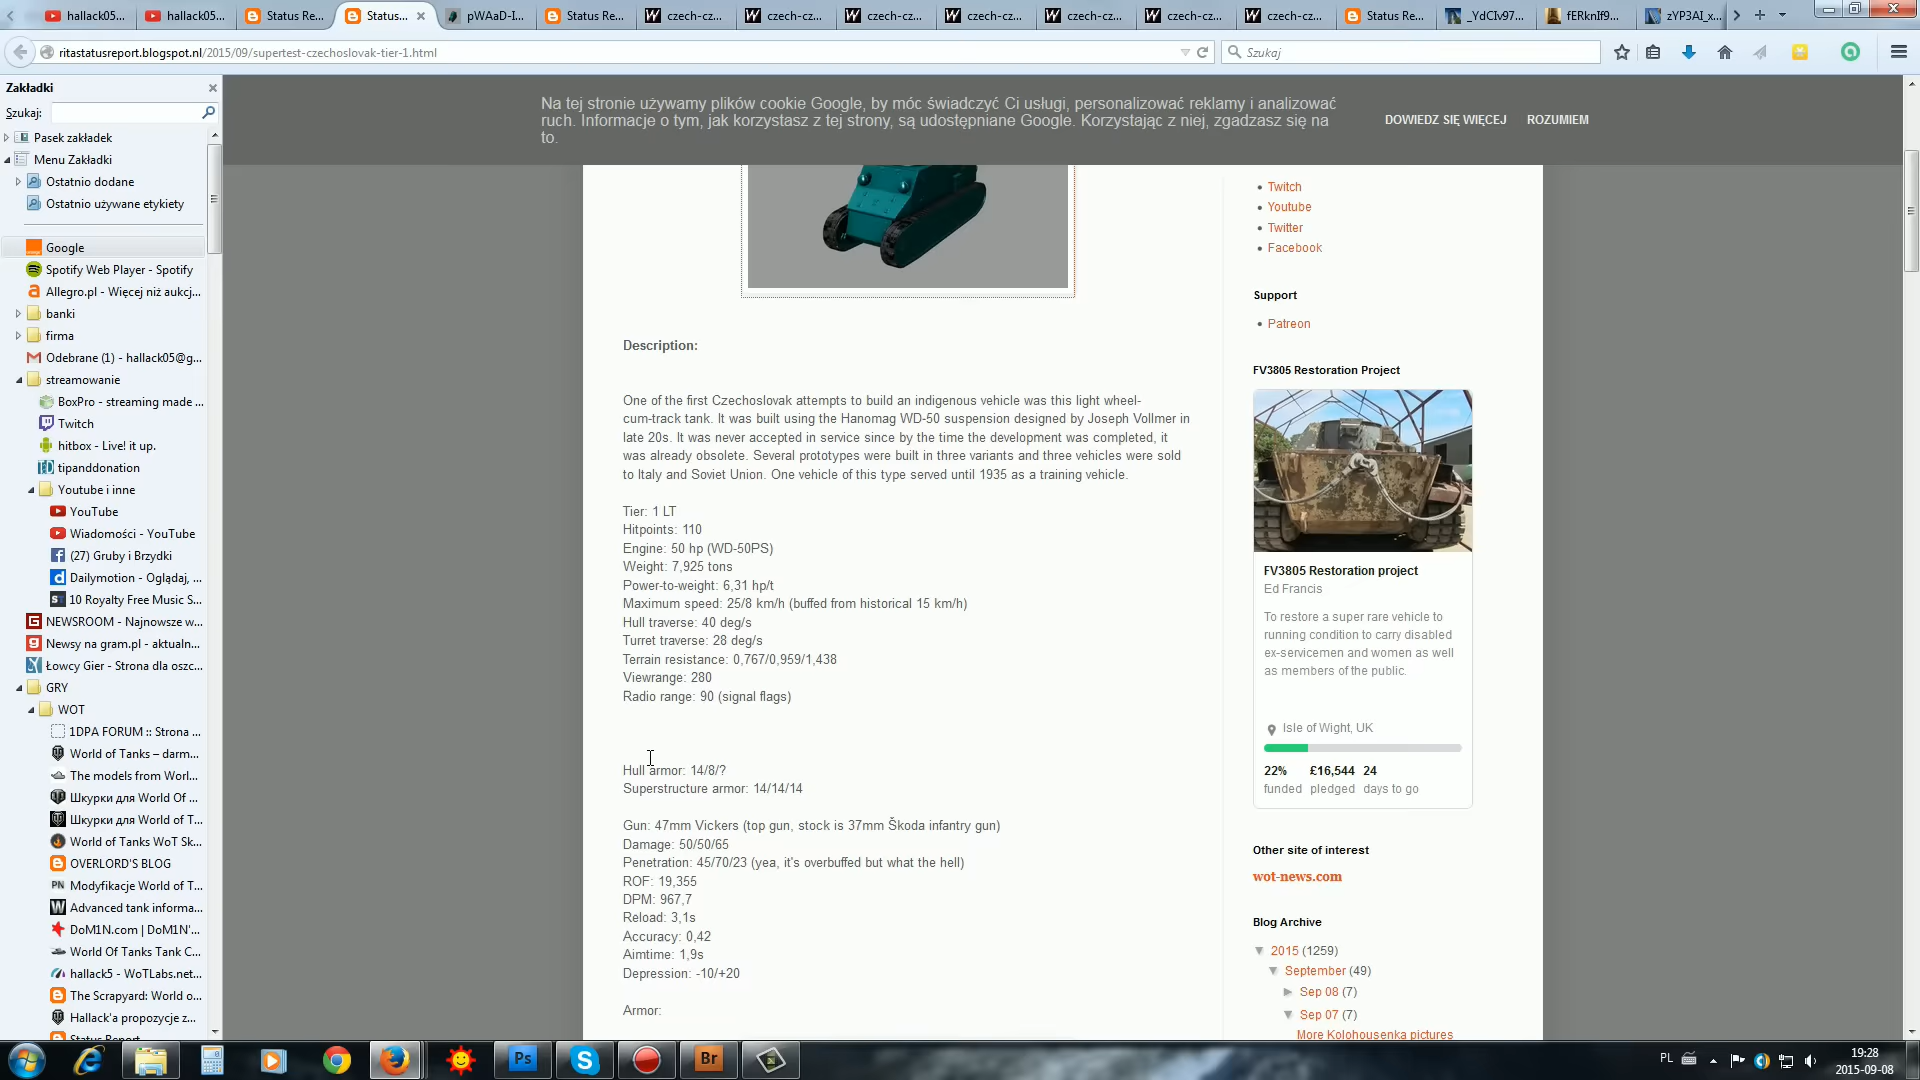 hallack05...
hallack05...
Status Re...
Status...
pWAaD-I...
Status Re...
czech-cz...
czech-cz...
czech-cz...
czech-cz...
czech-cz...
czech-cz...
czech-cz...
Status Re...
_YdCIv97...
fERknIf9...
zYP3AI_x...
ritastatusreport.blogspot.nl/2015/09/supertest-czechoslovak-tier-1.html
Szukaj
Zakładki
Szukaj:
Pasek zakładek
Menu Zakładki
Ostatnio dodane
Ostatnio używane etykiety
Google
Spotify Web Player - Spotify
Allegro.pl - Więcej niż aukcj...
banki
firma
Odebrane (1) - hallack05@g...
streamowanie
BoxPro - streaming made ...
Twitch
hitbox - Live! it up.
tipanddonation
Youtube i inne
YouTube
Wiadomości - YouTube
(27) Gruby i Brzydki
Dailymotion - Oglądaj, ...
10 Royalty Free Music S...
NEWSROOM - Najnowsze w...
Newsy na gram.pl - aktualn...
Łowcy Gier - Strona dla oszc...
GRY
WOT
1DPA FORUM :: Strona ...
World of Tanks – darm...
The models from Worl...
Шкурки для World Of ...
Шкурки для World of T...
World of Tanks WoT Sk...
OVERLORD'S BLOG
Modyfikacje World of T...
Advanced tank informa...
DoM1N.com | DoM1N'...
World Of Tanks Tank C...
hallack5 - WoTLabs.net...
The Scrapyard: World o...
Hallack'a propozycje z...
Status Report
Na tej stronie używamy plików cookie Google, by móc świadczyć Ci usługi, personalizować reklamy i analizować
ruch. Informacje o tym, jak korzystasz z tej strony, są udostępniane Google. Korzystając z niej, zgadzasz się na
to.
DOWIEDZ SIĘ WIĘCEJ
ROZUMIEM
Description:
One of the first Czechoslovak attempts to build an indigenous vehicle was this light wheel-
cum-track tank. It was built using the Hanomag WD-50 suspension designed by Joseph Vollmer in
late 20s. It was never accepted in service since by the time the development was completed, it
was already obsolete. Several prototypes were built in three variants and three vehicles were sold
to Italy and Soviet Union. One vehicle of this type served until 1935 as a training vehicle.
Tier: 1 LT
Hitpoints: 110
Engine: 50 hp (WD-50PS)
Weight: 7,925 tons
Power-to-weight: 6,31 hp/t
Maximum speed: 25/8 km/h (buffed from historical 15 km/h)
Hull traverse: 40 deg/s
Turret traverse: 28 deg/s
Terrain resistance: 0,767/0,959/1,438
Viewrange: 280
Radio range: 90 (signal flags)
Hull armor: 14/8/?
Superstructure armor: 14/14/14
Gun: 47mm Vickers (top gun, stock is 37mm Škoda infantry gun)
Damage: 50/50/65
Penetration: 45/70/23 (yea, it's overbuffed but what the hell)
ROF: 19,355
DPM: 967,7
Reload: 3,1s
Accuracy: 0,42
Aimtime: 1,9s
Depression: -10/+20
Armor:
Twitch
Youtube
Twitter
Facebook
Support
Patreon
FV3805 Restoration Project
FV3805 Restoration project
Ed Francis
To restore a super rare vehicle to
running condition to carry disabled
ex-servicemen and women as well
as members of the public.
Isle of Wight, UK
22% £16,544 24
funded pledged days to go
Other site of interest
wot-news.com
Blog Archive
2015 (1259)
September (49)
Sep 08 (7)
Sep 07 (7)
More Kolohousenka pictures
Ps
Br
PL
19:28
2015-09-08